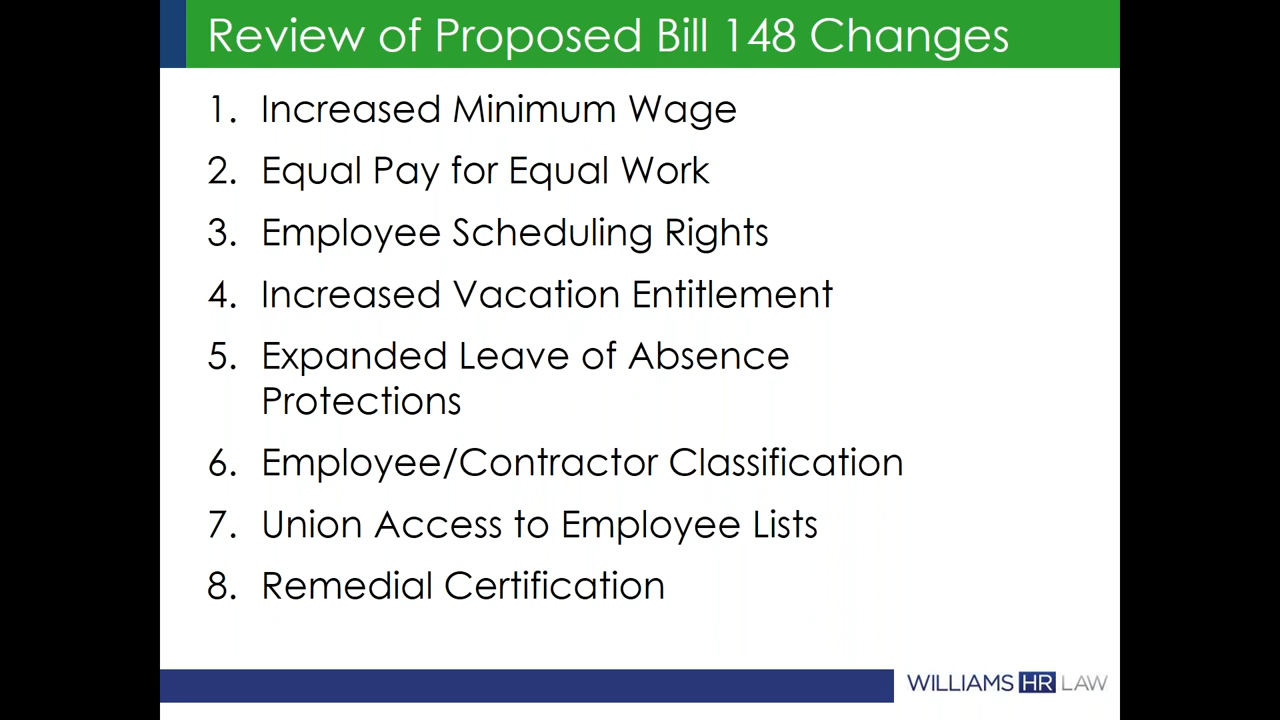 Review of Proposed Bill 148 Changes
1. Increased Minimum Wage
2. Equal Pay for Equal Work
3. Employee Scheduling Rights
4. Increased Vacation Entitlement
5. Expanded Leave of Absence
Protections
6. Employee/Contractor Classification
7. Union Access to Employee Lists
8. Remedial Certification
WILLIAMS HR LAW